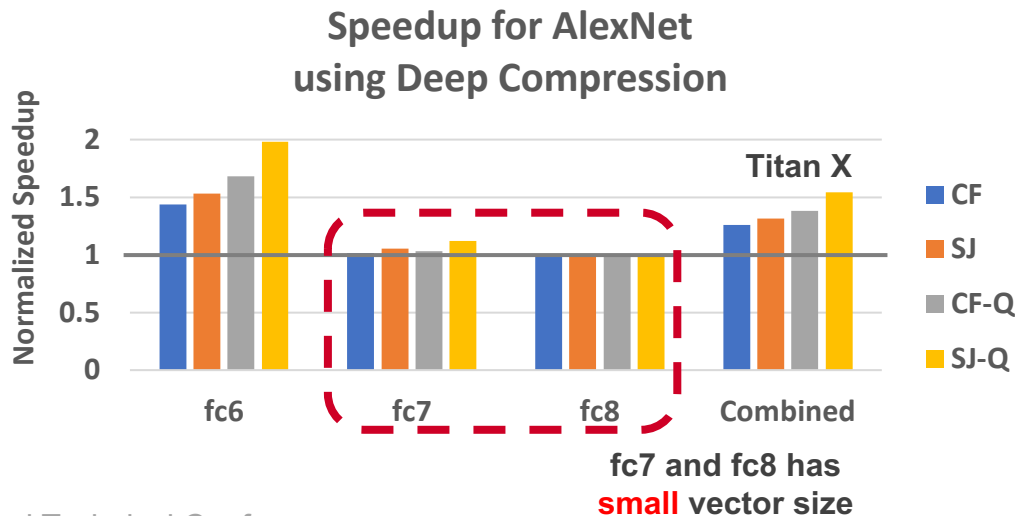 Speedup for AlexNet
using Deep Compression
Normalized Speedup
2
1.5
1
0.5
0
Titan X
fc6
fc7
fc8
Combined
CF
SJ
CF-Q
SJ-Q
fc7 and fc8 has
small vector size